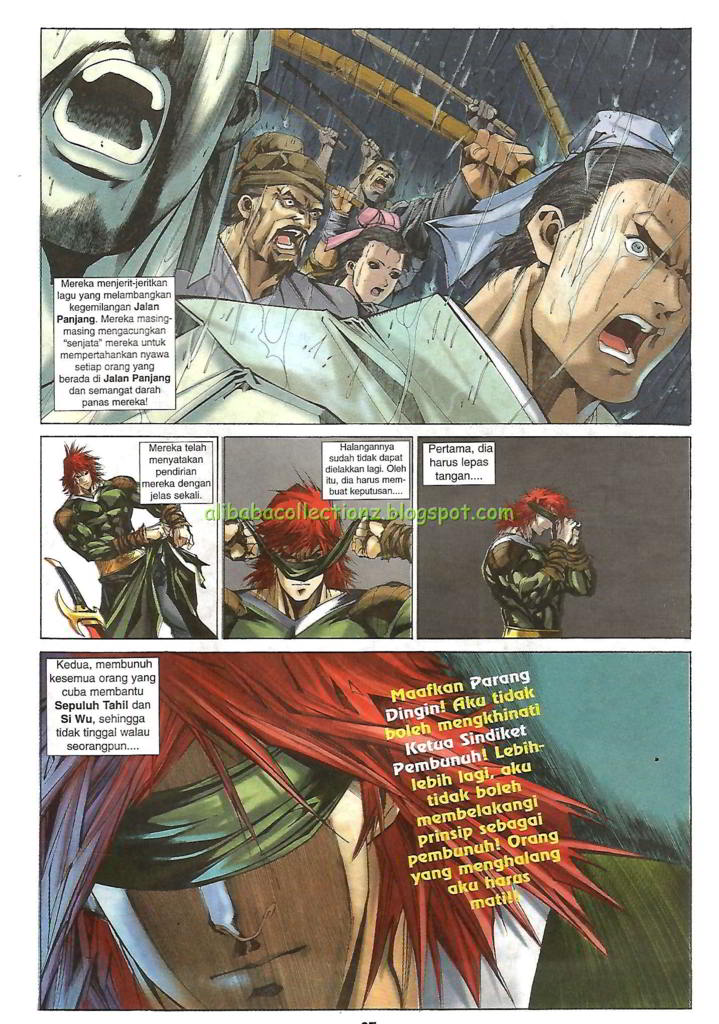 Mereka menjerit-jeritkan
lagu yang melambangkan
kegemilangan Jalan
Panjang. Mereka masing-
masing mengacungkan
"senjata" mereka untuk
mempertahankan nyawa
setiap orang yang
berada di Jalan Panjang
dan semangat darah
panas mereka!
Mereka telah
menyatakan
pendirian
mereka dengan
jelas sekali.
Halangannya
sudah tidak dapat
dielakkan lagi. Oleh
itu, dia harus mem-
buat keputusan....
Pertama, dia
harus lepas
tangan....
alibabacollectionz.blogspot.com
Kedua, membunuh
kesemua orang yang
cuba membantu
Sepuluh Tahil dan
Si Wu, sehingga
tidak tinggal walau
seorangpun....
Maafkan Parang
Dingin! Aku tidak
boleh mengkhinati
Ketua Sindiket
Pembunuh! Lebih-
lebih lagi, aku
tidak boleh
membelakangi
prinsip sebagai
pembunuh! Orang
yang menghalang
aku harus
mati!!